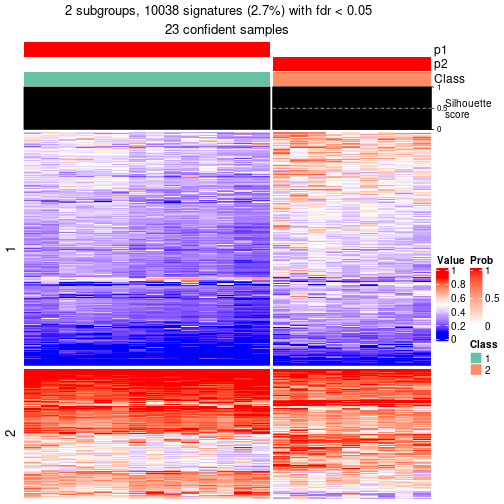 2 subgroups, 10038 signatures (2.7%) with fdr < 0.05
23 confident samples
p1
p2
Class
1
0.5
0
Silhouette
score
1
2
Value
1
0.8
0.6
0.4
0.2
0
Prob
1
0.5
0
Class
1
2